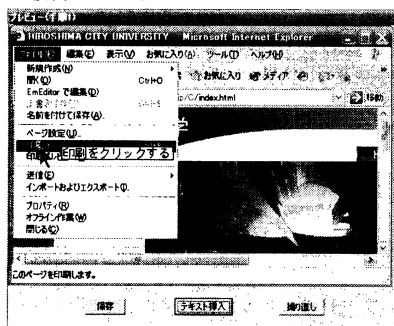 プレビュー(手順1)
HIROSHIMA CITY UNIVERSITY - Microsoft Internet Explorer
編集(E) 表示(V) お気に入り(A) ツール(T) ヘルプ(H)
新規作成(N)
開く(O) Ctrl+O
EmEditor で編集(D)
名前を付けて保存(A)...
お気に入り メディア
p/C/index.html
移動
ページ設定(U)...
印刷をクリックする
送信(E)
インポートおよびエクスポート(I)...
プロパティ(R)
オフライン作業(W)
閉じる(C)
学
このページを印刷します。
保存 テキスト挿入 繰り返し